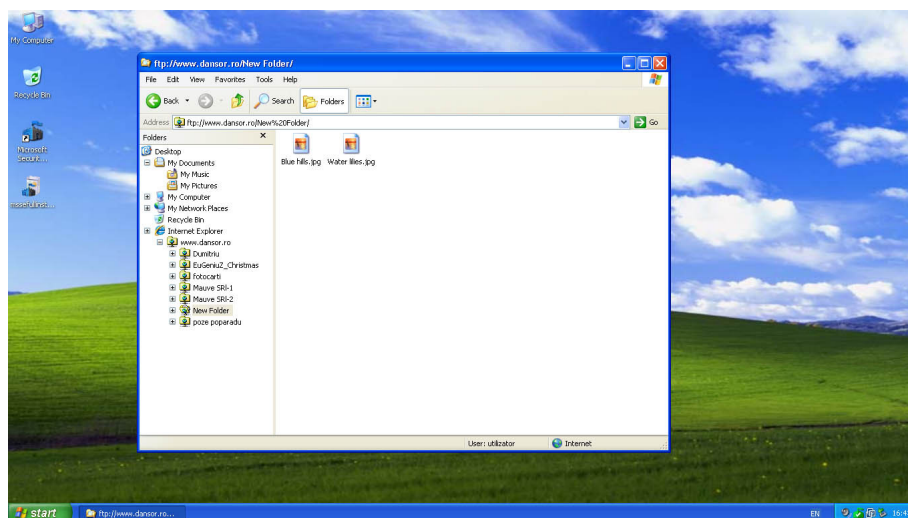 My Computer
Recycle Bin
Microsoft
Securit...
ftp://www.dansor.ro/New Folder/
File Edit View Favorites Tools Help
Back Search Folders
Address ftp://www.dansor.ro/New%20Folder/ Go
Folders
Desktop
My Documents
My Music
My Pictures
My Computer
My Network Places
Recycle Bin
Internet Explorer
www.dansor.ro
Dumitriu
EuGeniuZ_Christmas
fotocarti
Mauve SRl-1
Mauve SRl-2
New Folder
poze poparadu
Blue hills.jpg Water lilies.jpg
User: utilizator Internet
start ftp://www.dansor.ro... EN